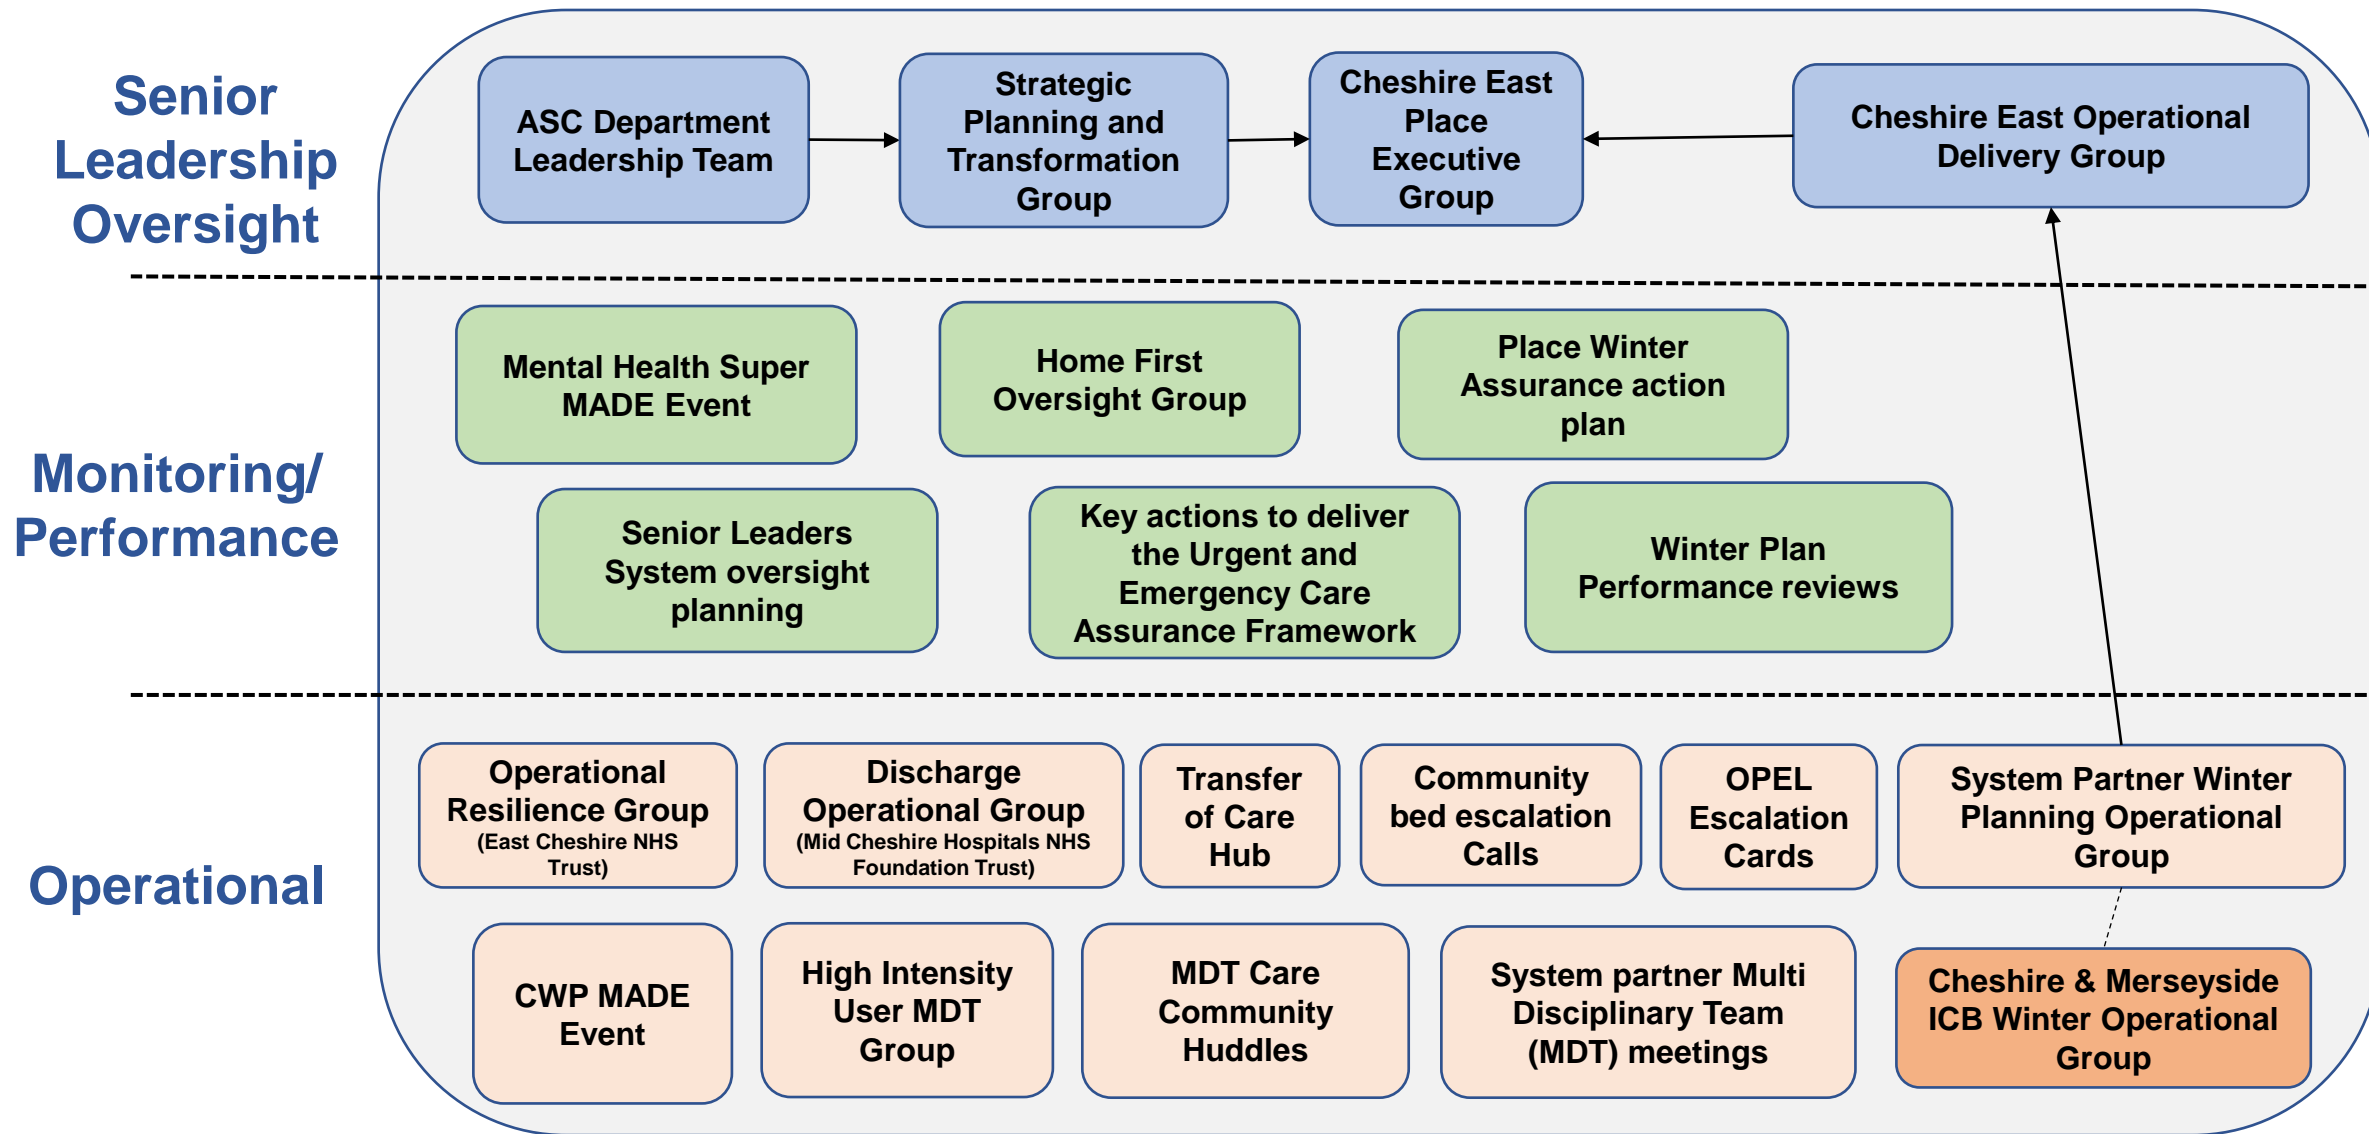 Senior
Leadership
Oversight
ASC Department
Leadership Team
Strategic
Planning and
Transformation
Group
Cheshire East
Place
Executive
Group
Cheshire East Operational
Delivery Group
Monitoring/
Performance
Mental Health Super
MADE Event
Home First
Oversight Group
Place Winter
Assurance action
plan
Senior Leaders
System oversight
planning
Key actions to deliver
the Urgent and
Emergency Care
Assurance Framework
Winter Plan
Performance reviews
Operational
Operational
Resilience Group
(East Cheshire NHS
Trust)
Discharge
Operational Group
(Mid Cheshire Hospitals NHS
Foundation Trust)
Transfer
of Care
Hub
Community
bed escalation
Calls
OPEL
Escalation
Cards
System Partner Winter
Planning Operational
Group
CWP MADE
Event
High Intensity
User MDT
Group
MDT Care
Community
Huddles
System partner Multi
Disciplinary Team
(MDT) meetings
Cheshire & Merseyside
ICB Winter Operational
Group